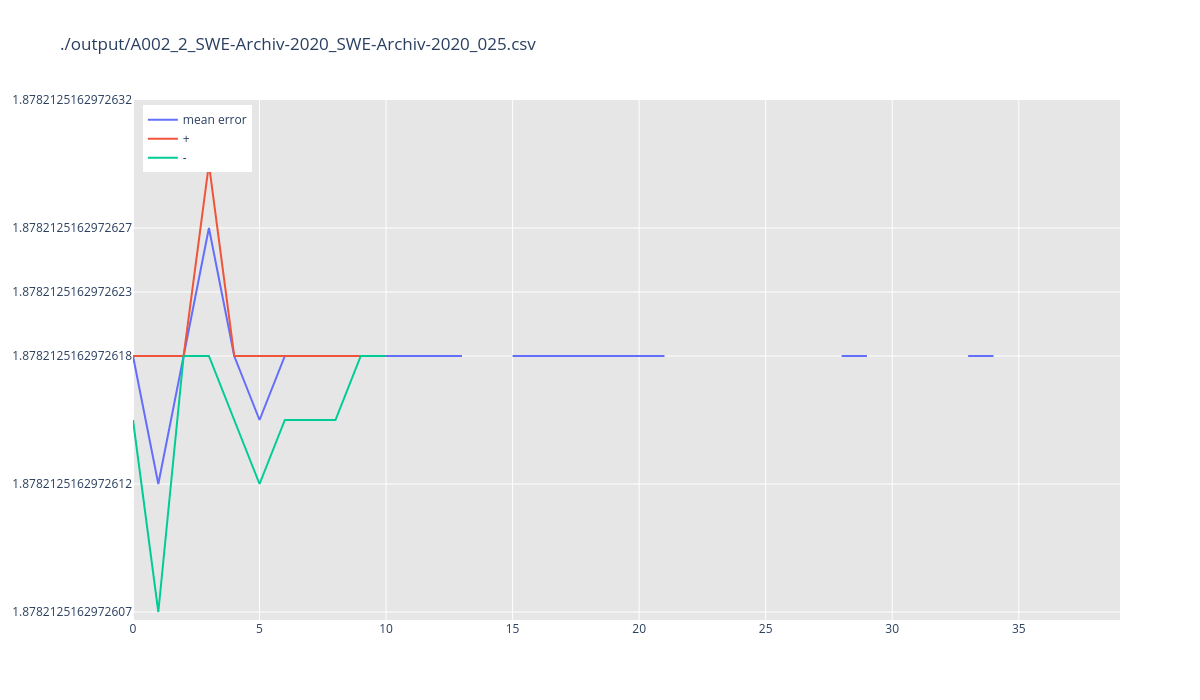 ./output/A002_2_SWE-Archiv-2020_SWE-Archiv-2020_025.csv
1.8782125162972632
mean error
+
-
1.8782125162972627
1.8782125162972623
1.8782125162972618
1.8782125162972612
1.8782125162972607
0 5 10 15 20 25 30 35